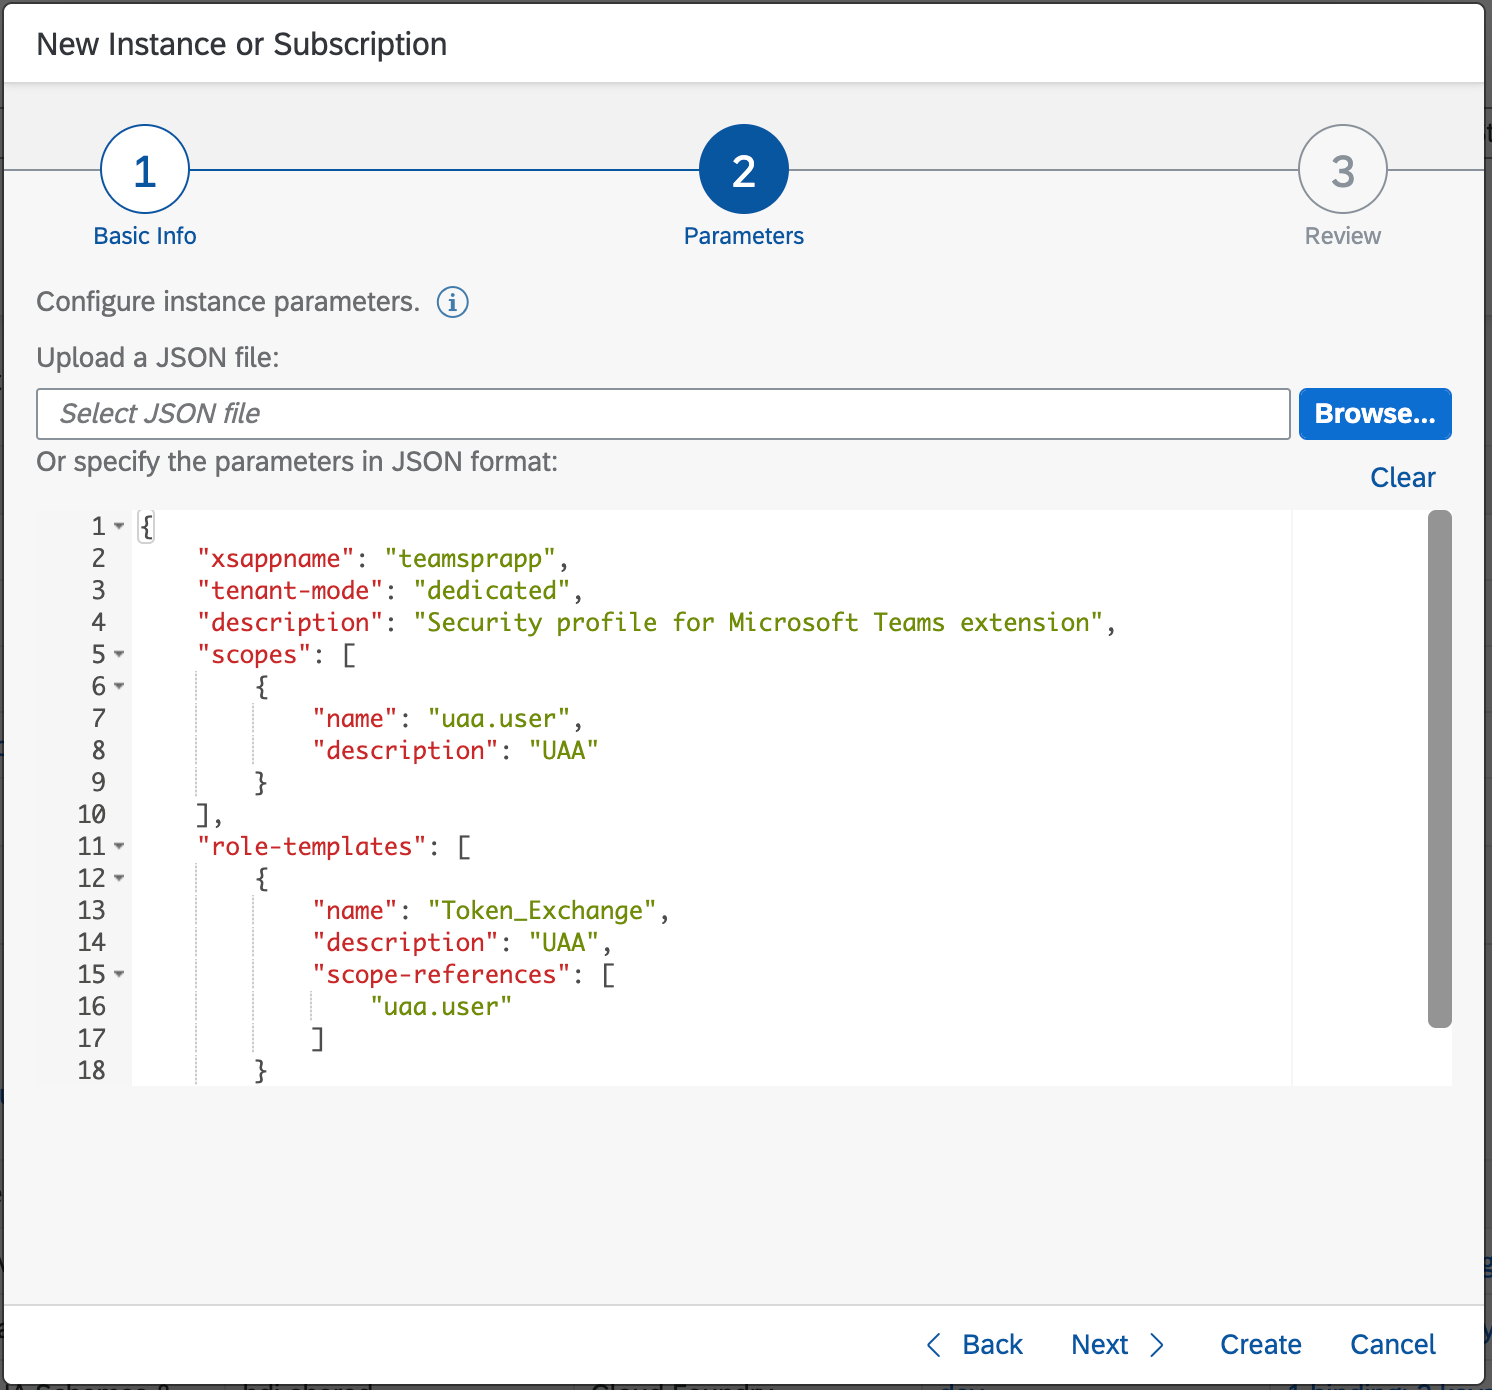 New Instance or Subscription
1
2
3
Basic Info
Parameters
Review
Configure instance parameters.
Upload a JSON file:
Select JSON file
Browse...
Or specify the parameters in JSON format:
Clear
1 {
2 "xsappname": "teamsprapp",
3 "tenant-mode": "dedicated",
4 "description": "Security profile for Microsoft Teams extension",
5 "scopes": [
6 {
7 "name": "uaa.user",
8 "description": "UAA"
9 }
10 ],
11 "role-templates": [
12 {
13 "name": "Token_Exchange",
14 "description": "UAA",
15 "scope-references": [
16 "uaa.user"
17 ]
18 }
Back Next Create Cancel